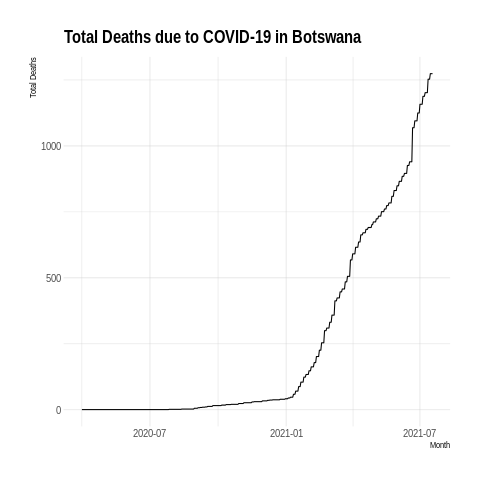 Total Deaths due to COVID-19 in Botswana
Total Deaths
1000
500
0
2020-07
2021-01
2021-07
Month